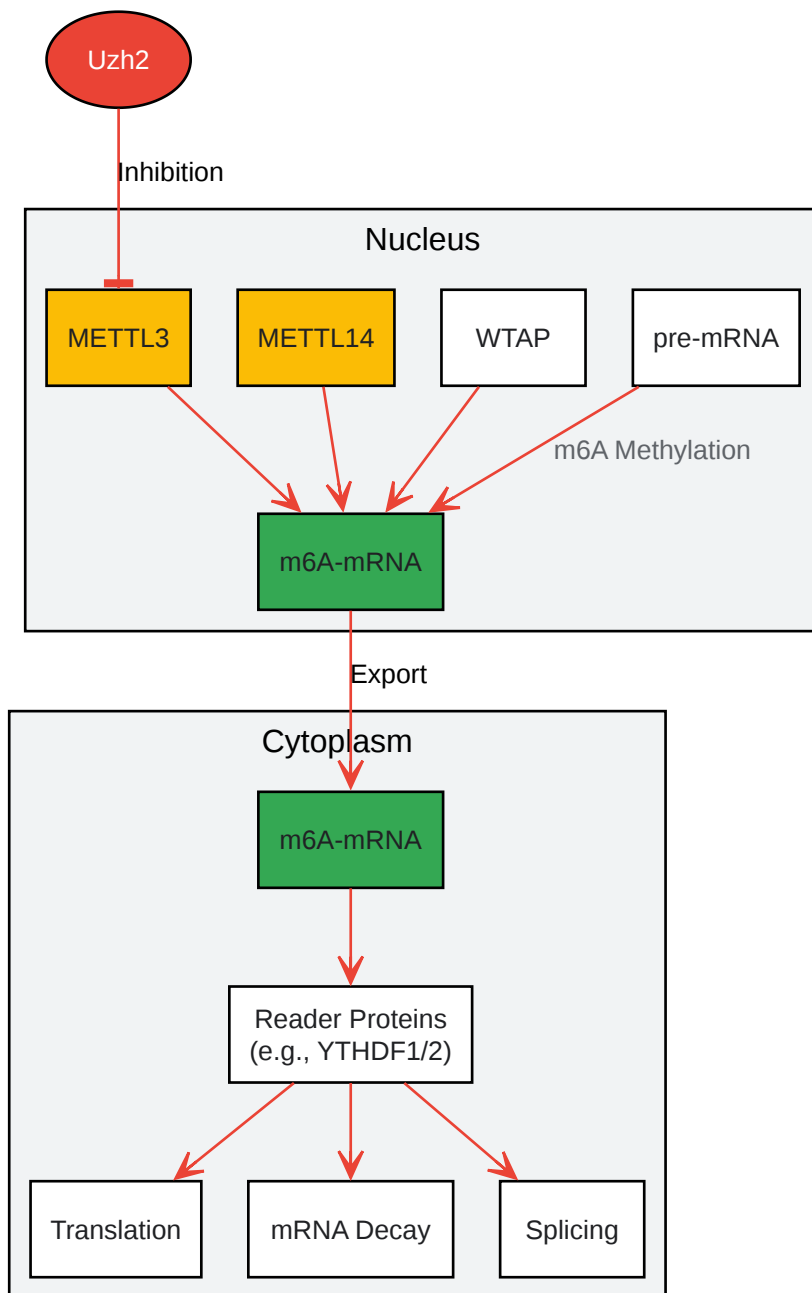 Uzh2
Inhibition
Nucleus
METTL3
METTL14
WTAP
pre-mRNA
m6A Methylation
m6A-mRNA
Export
Cytoplasm
m6A-mRNA
Reader Proteins
(e.g., YTHDF1/2)
Translation
mRNA Decay
Splicing